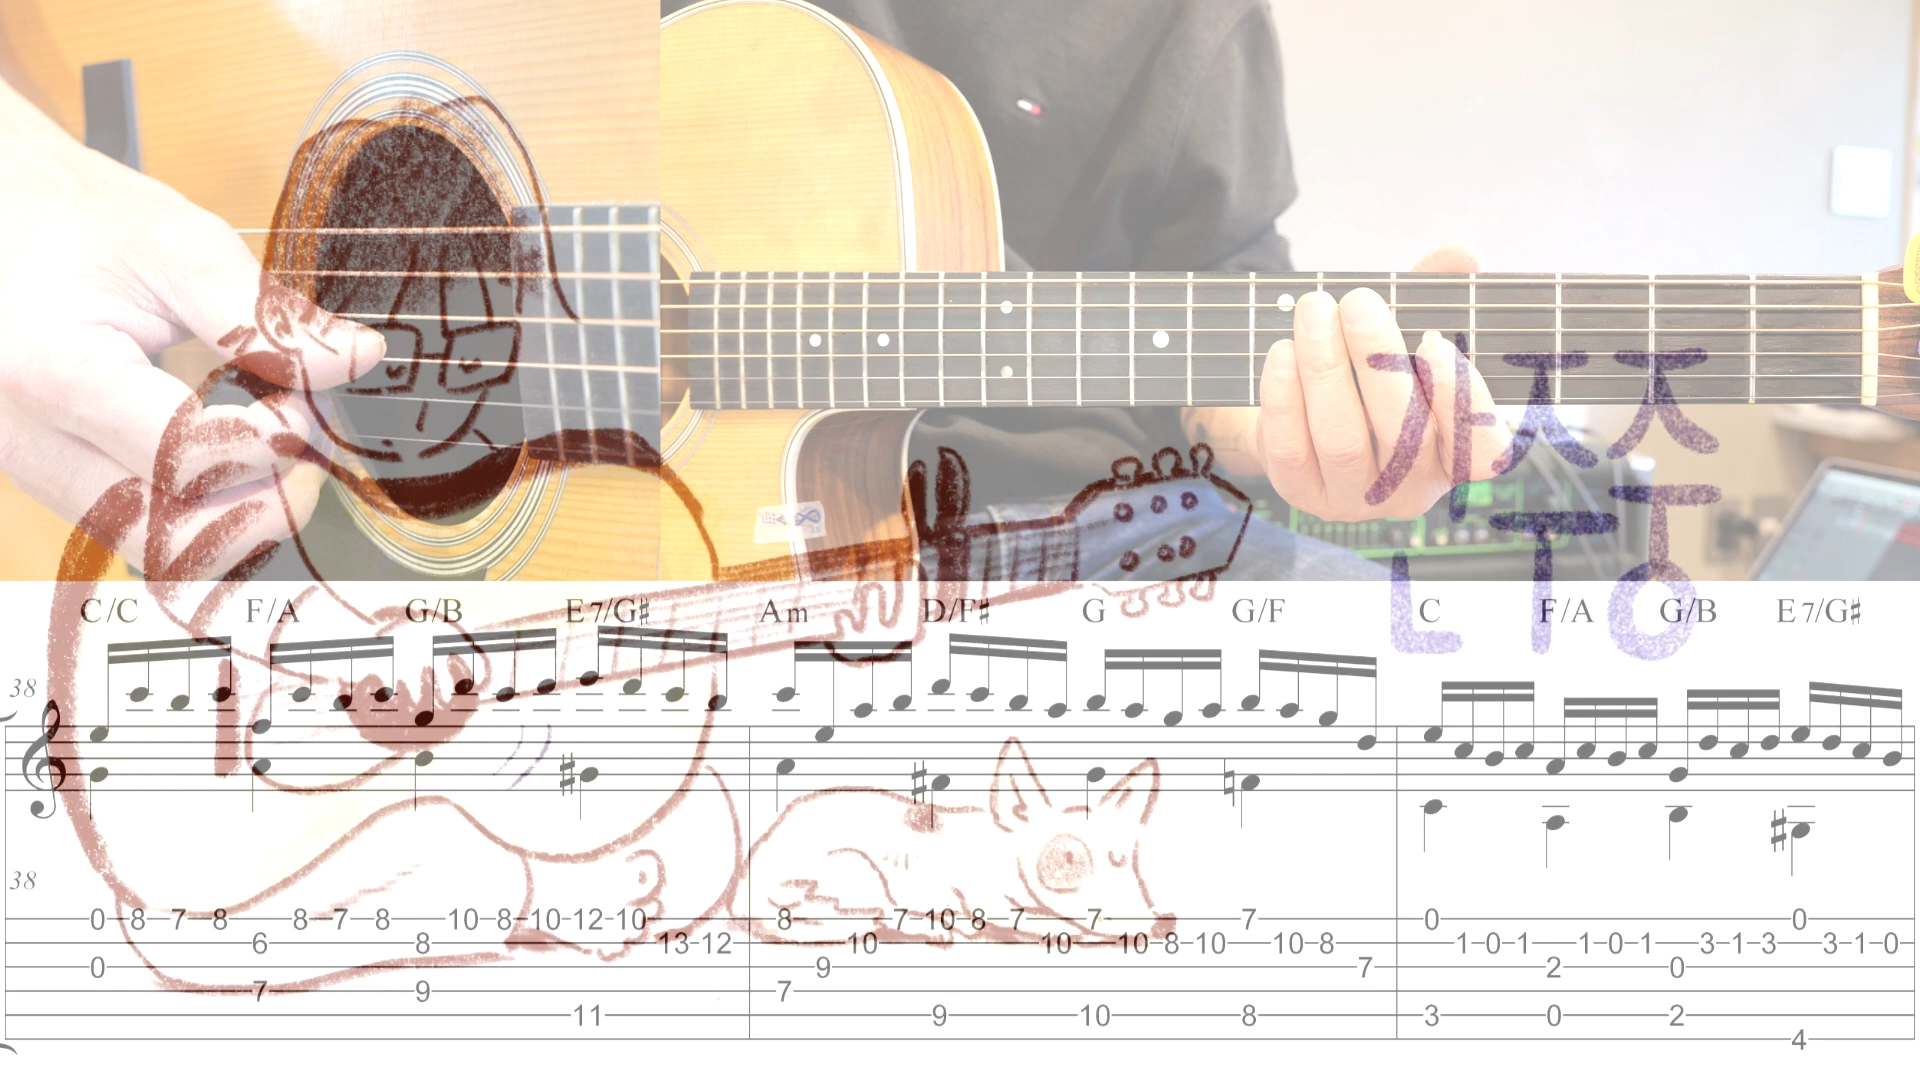 간주중
C/C F/A G/B E7/G♯ Am D/F♯ G G/F C F/A G/B E7/G♯
38
38
0 8 7 8 8 7 8 10 8 10 12 10 8 7 10 8 7 7 7 0 0
6 8 13 12 10 10 10 8 10 10 8 1 0 1 1 0 1 3 1 3 3 1 0
0 9 7 2 0
7 9 7
11 9 10 8 3 0 2
4